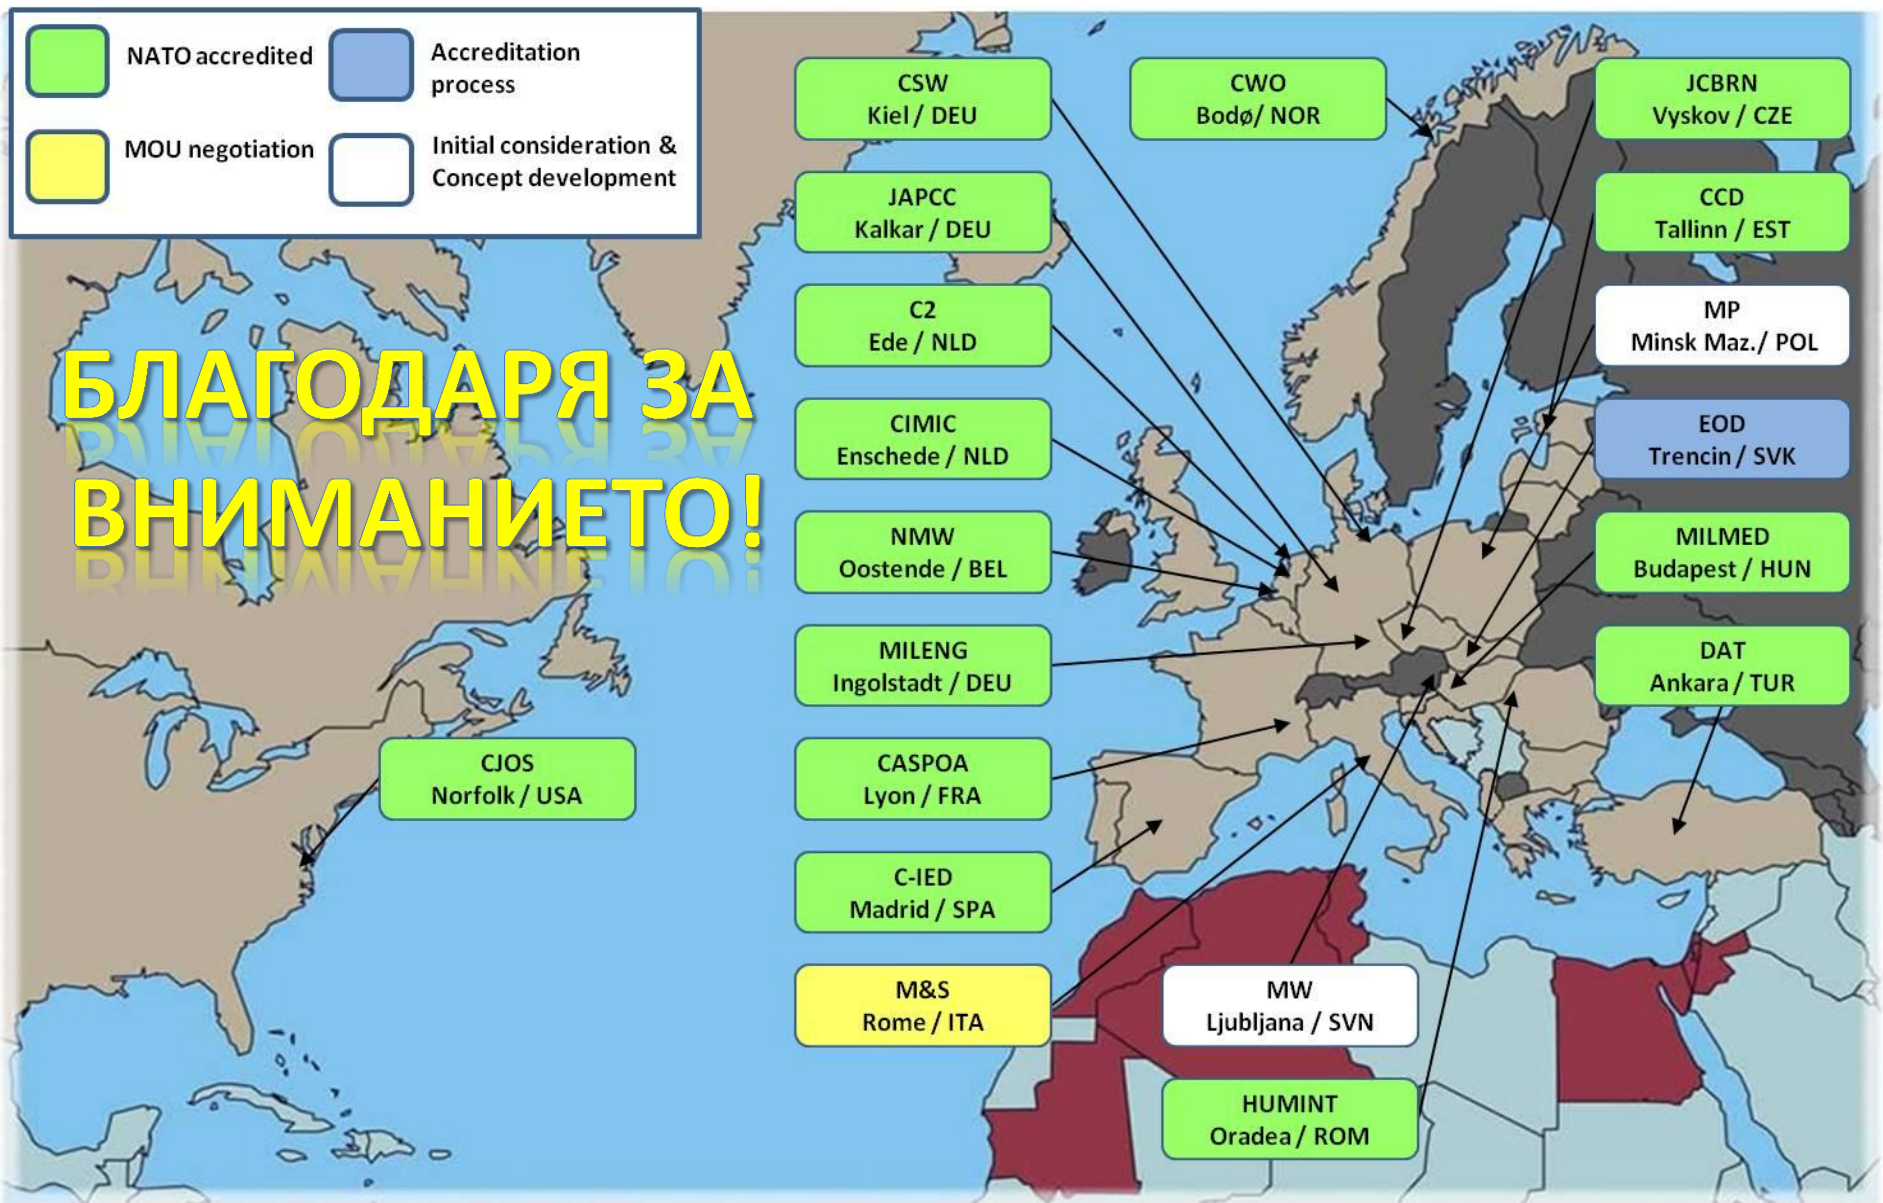 NATO accredited
Accreditation
process
MOU negotiation
Initial consideration &
Concept development
БЛАГОДАРЯ ЗА
ВНИМАНИЕТО!
CSW
Kiel / DEU
CWO
Bodø/ NOR
JCBRN
Vyskov / CZE
JAPCC
Kalkar / DEU
CCD
Tallinn / EST
C2
Ede / NLD
MP
Minsk Maz./ POL
CIMIC
Enschede / NLD
EOD
Trencin / SVK
NMW
Oostende / BEL
MILMED
Budapest / HUN
MILENG
Ingolstadt / DEU
DAT
Ankara / TUR
CJOS
Norfolk / USA
CASPOA
Lyon / FRA
C-IED
Madrid / SPA
M&S
Rome / ITA
MW
Ljubljana / SVN
HUMINT
Oradea / ROM